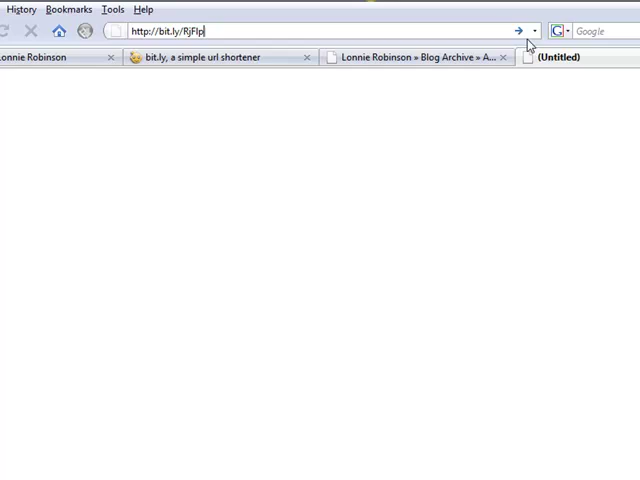 History Bookmarks Tools Help
http://bit.ly/RjFlp G Google
Lonnie Robinson bit.ly, a simple url shortener Lonnie Robinson » Blog Archive » A... (Untitled)